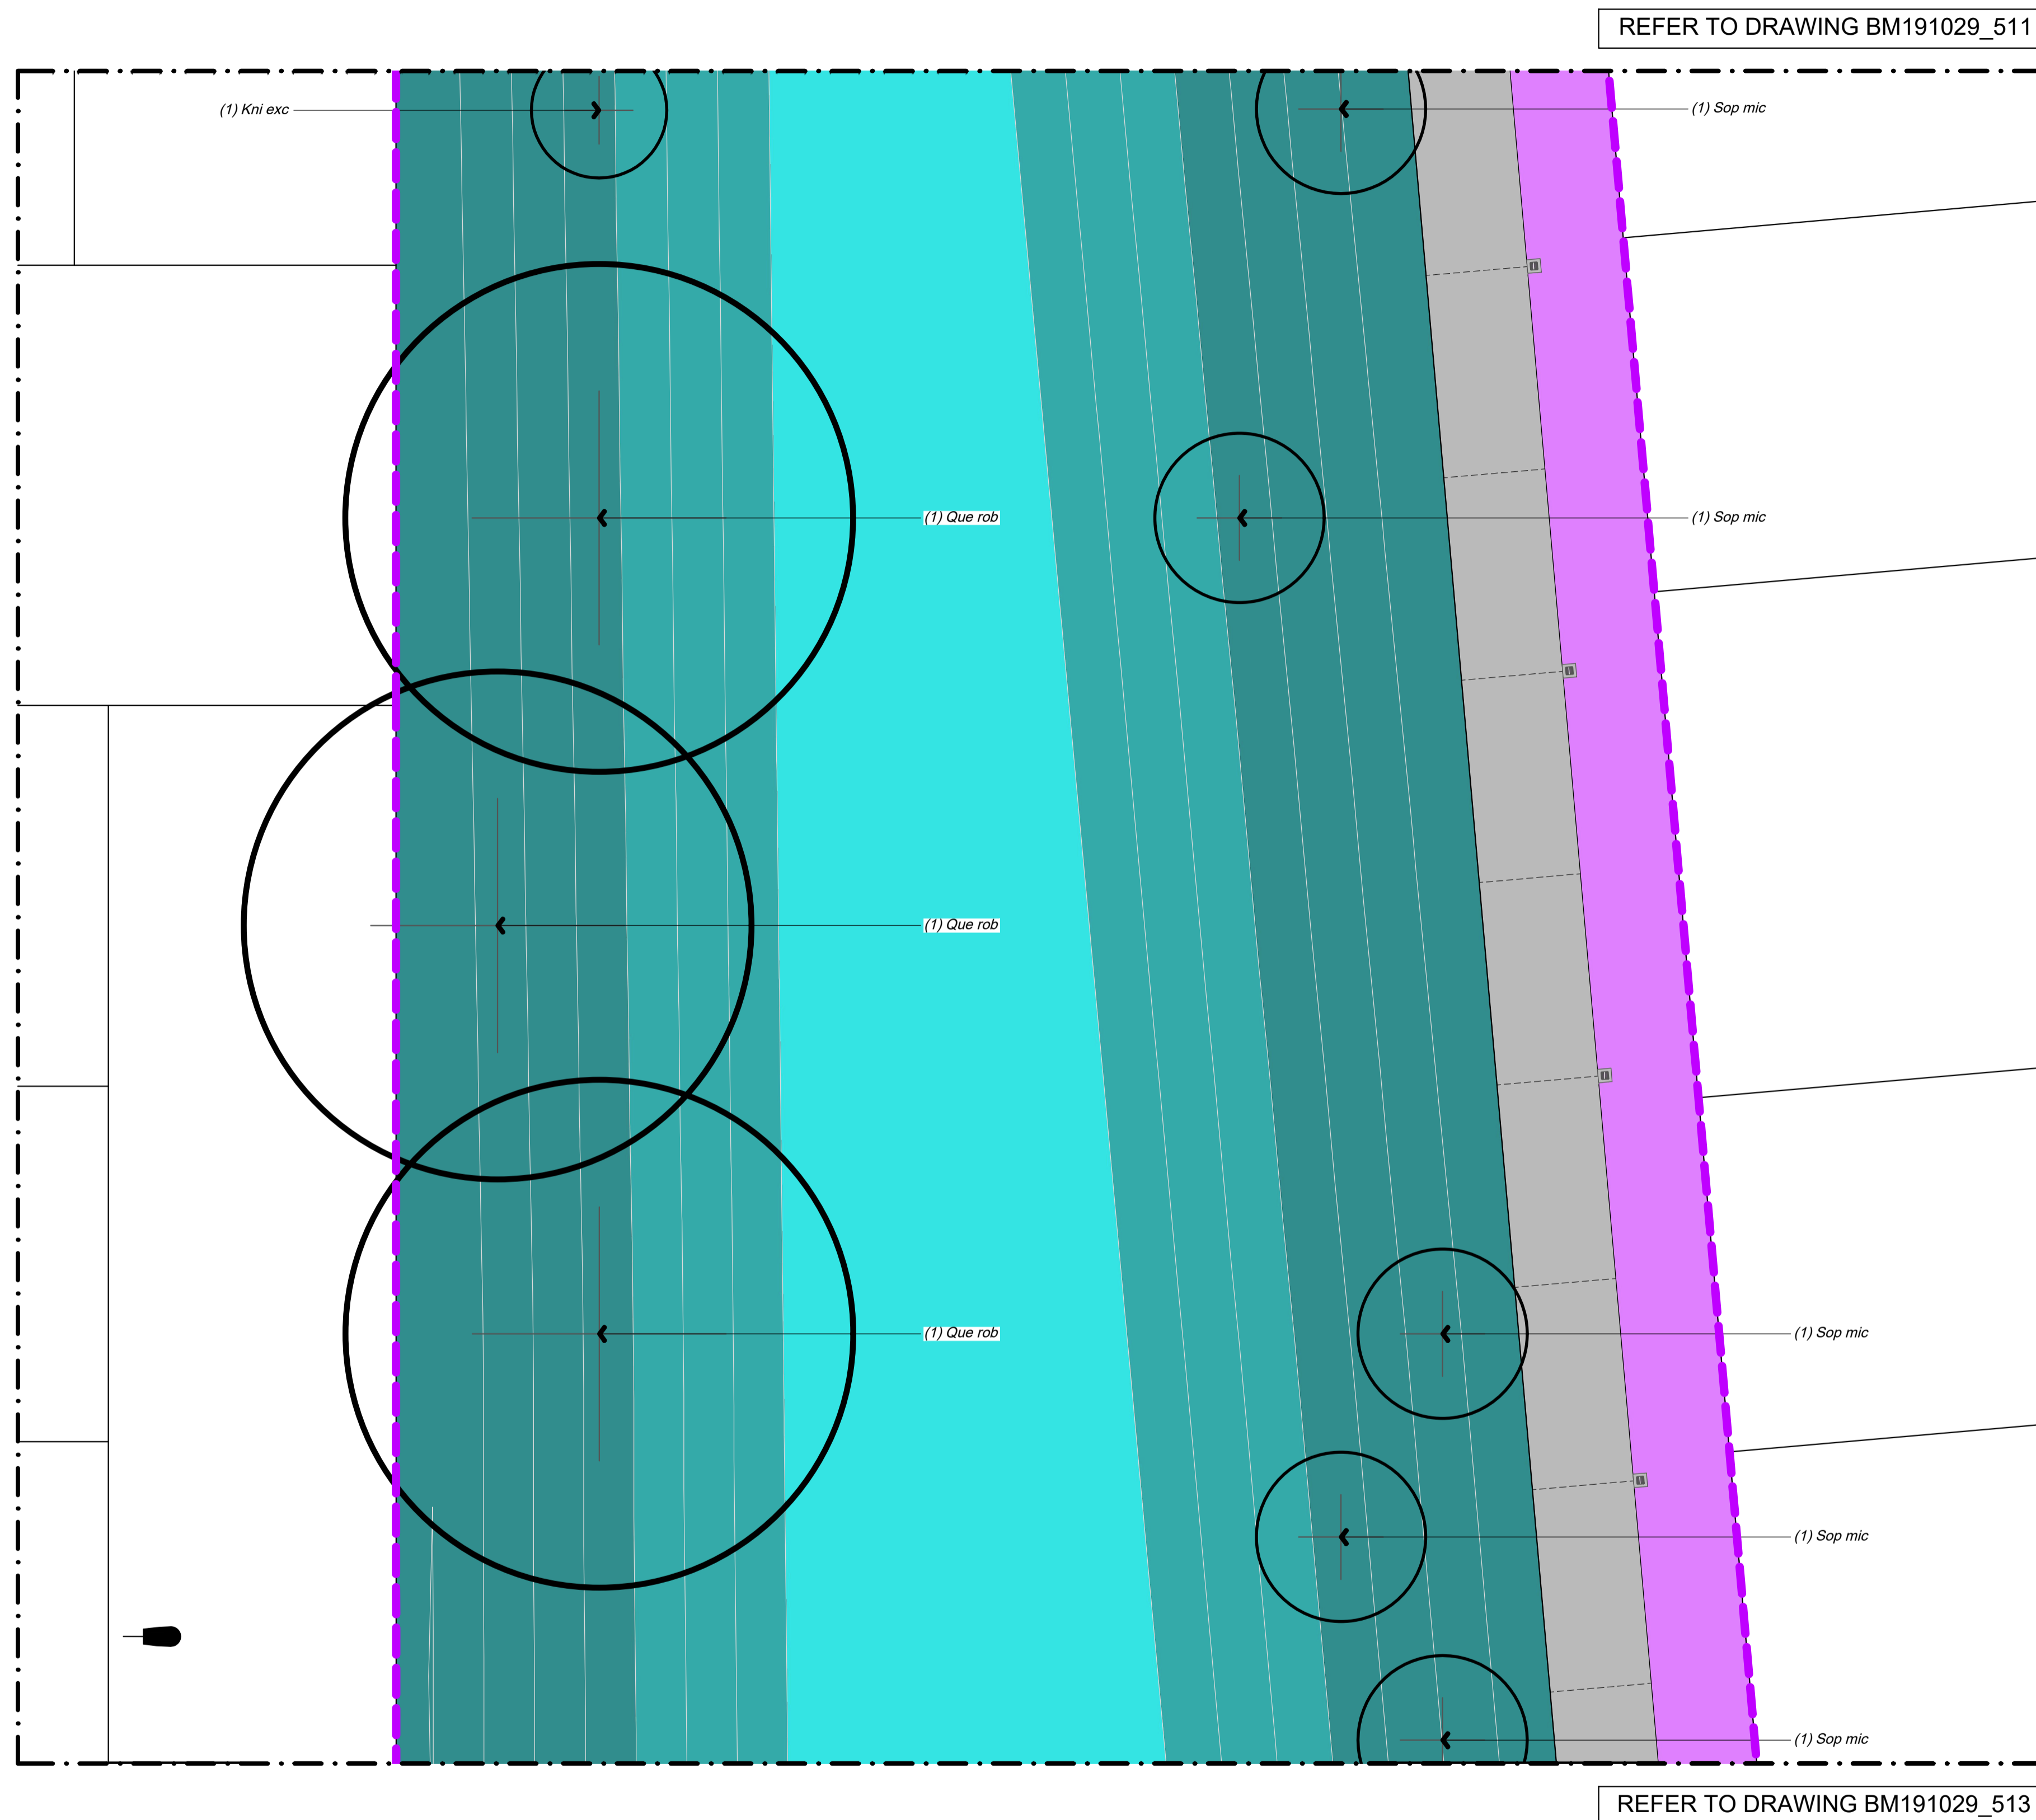 REFER TO DRAWING BM191029_511
(1) Kni exc
(1) Sop mic
(1) Que rob
(1) Sop mic
(1) Que rob
(1) Que rob
(1) Sop mic
(1) Sop mic
(1) Sop mic
REFER TO DRAWING BM191029_513